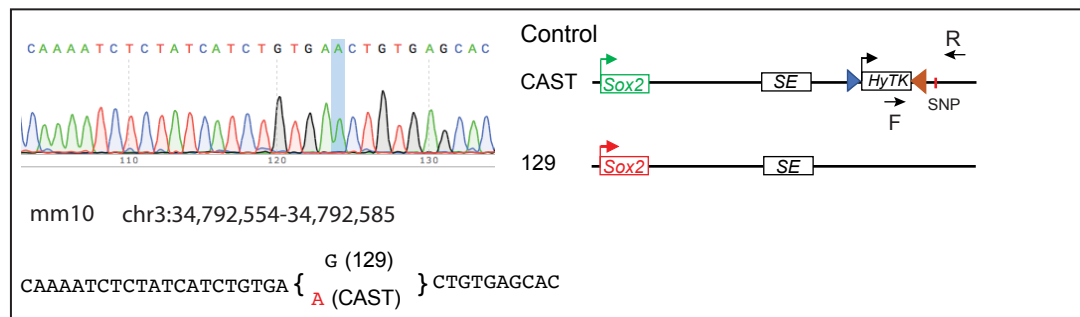 CAAAATCTCTATCATCTGTGAACTGTGAGCAC
110 120 130
mm10 chr3:34,792,554-34,792,585
CAAAATCTCTATCATCTGTGA{ G (129) }CTGTGAGCAC
A (CAST)
Control
CAST Sox2 SE HyTK R
F SNP
129 Sox2 SE